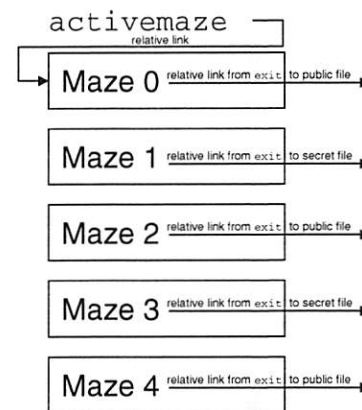 activemaze
relative link
Maze 0 relative link from exit to public file
Maze 1 relative link from exit to secret file
Maze 2 relative link from exit to public file
Maze 3 relative link from exit to secret file
Maze 4 relative link from exit to public file